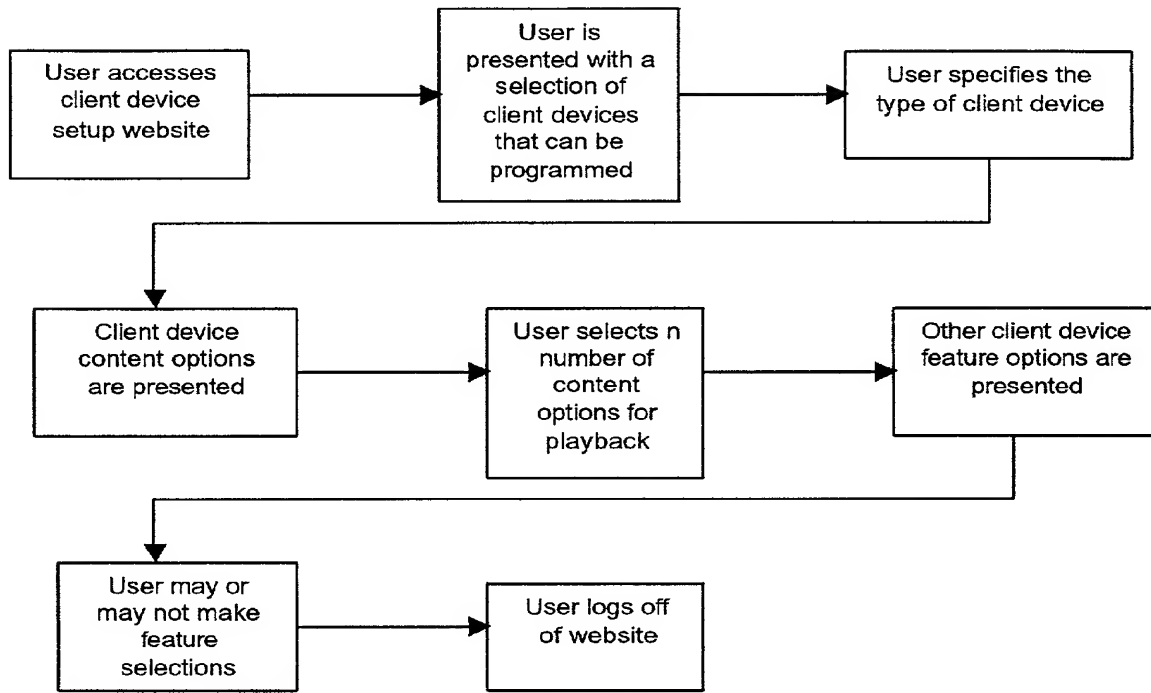 User accesses
client device
setup website
User is
presented with a
selection of
client devices
that can be
programmed
User specifies the
type of client device
Client device
content options
are presented
User selects n
number of
content
options for
playback
Other client device
feature options are
presented
User may or
may not make
feature
selections
User logs off
of website